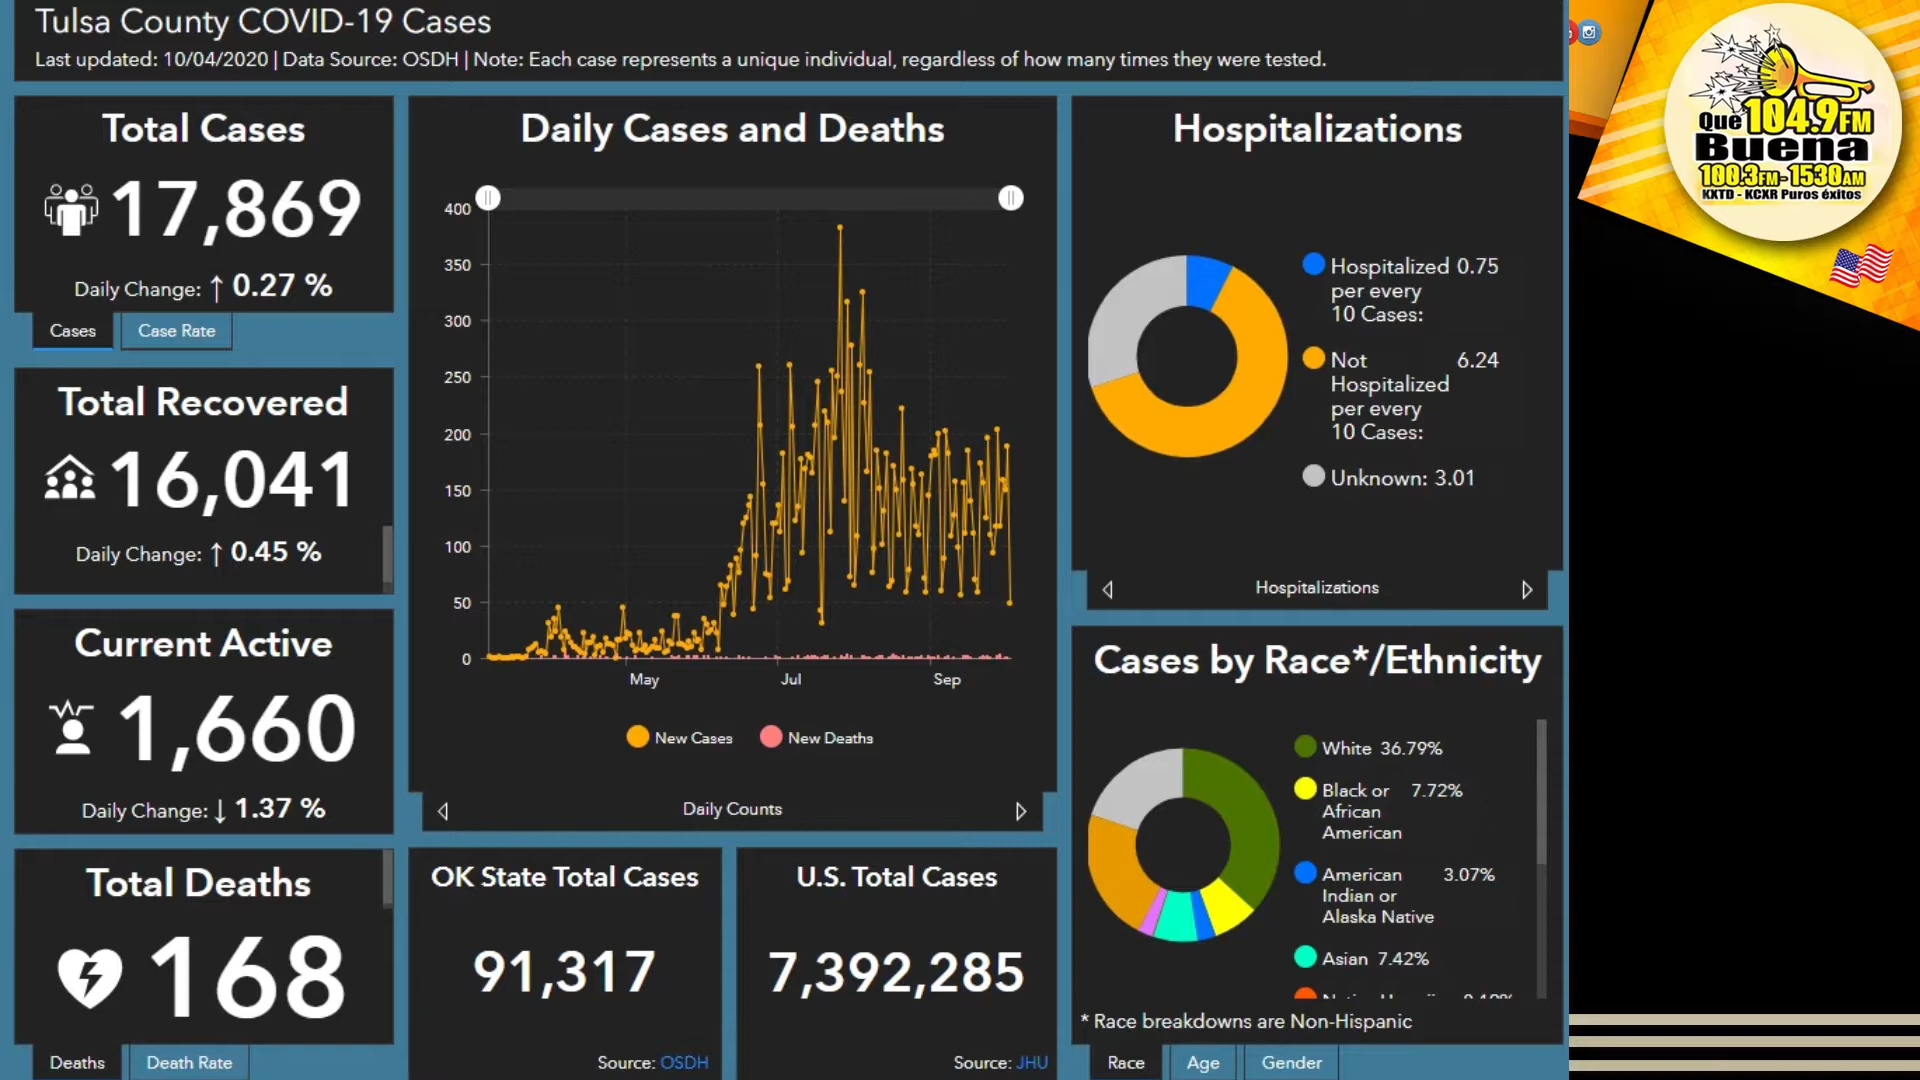 Tulsa County COVID-19 Cases
Last updated: 10/04/2020 | Data Source: OSDH | Note: Each case represents a unique individual, regardless of how many times they were tested.
Total Cases
17,869
Daily Change: ↑ 0.27 %
Cases
Case Rate
Total Recovered
16,041
Daily Change: ↑ 0.45 %
Current Active
1,660
Daily Change: ↓ 1.37 %
Total Deaths
168
Deaths
Death Rate
Daily Cases and Deaths
400
350
300
250
200
150
100
50
0
May
Jul
Sep
New Cases
New Deaths
Daily Counts
OK State Total Cases
91,317
Source: OSDH
U.S. Total Cases
7,392,285
Source: JHU
Hospitalizations
Hospitalized 0.75
per every
10 Cases:
Not 6.24
Hospitalized
per every
10 Cases:
Unknown: 3.01
Hospitalizations
Cases by Race*/Ethnicity
White 36.79%
Black or 7.72%
African
American
American 3.07%
Indian or
Alaska Native
Asian 7.42%
* Race breakdowns are Non-Hispanic
Race
Age
Gender
Que 104.9FM
Buena
100.3FM-1530AM
KXTD - KCXR Puros éxitos